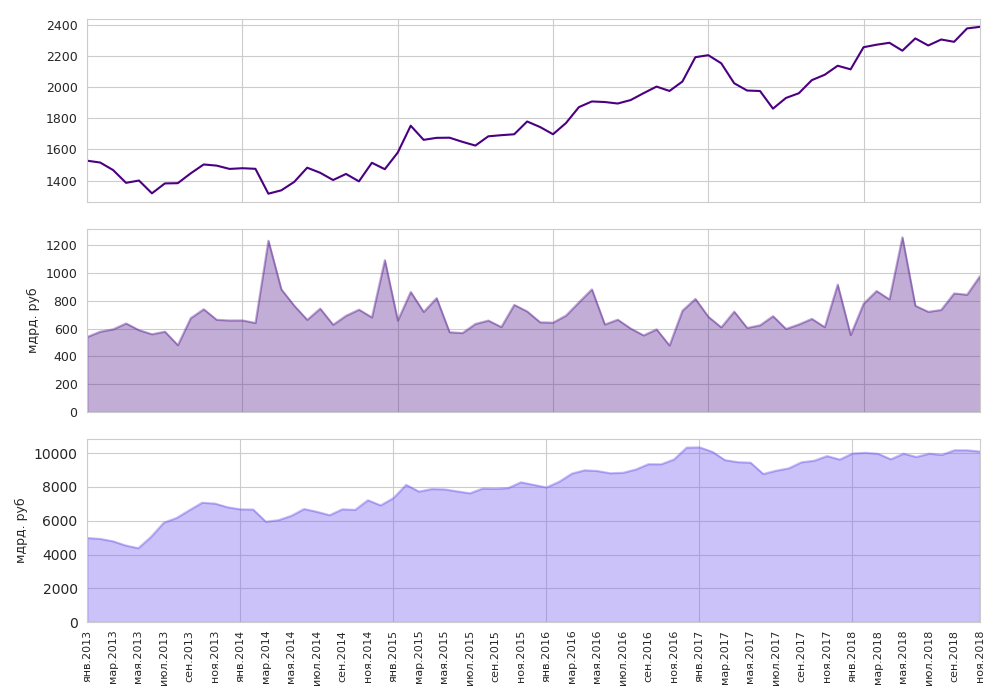 2400
2200
2000
1800
1600
1400
1200
1000
800
600
400
200
0
мдрд. руб
10000
8000
6000
4000
2000
0
мдрд. руб
янв.2013
мар.2013
мая.2013
июл.2013
сен.2013
ноя.2013
янв.2014
мар.2014
мая.2014
июл.2014
сен.2014
ноя.2014
янв.2015
мар.2015
мая.2015
июл.2015
сен.2015
ноя.2015
янв.2016
мар.2016
мая.2016
июл.2016
сен.2016
ноя.2016
янв.2017
мар.2017
мая.2017
июл.2017
сен.2017
ноя.2017
янв.2018
мар.2018
мая.2018
июл.2018
сен.2018
ноя.2018